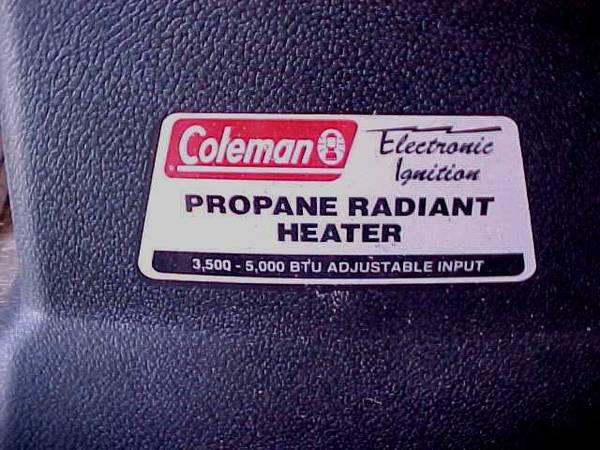 Coleman
Electronic
Ignition
PROPANE RADIANT
HEATER
3,500 - 5,000 BTU ADJUSTABLE INPUT